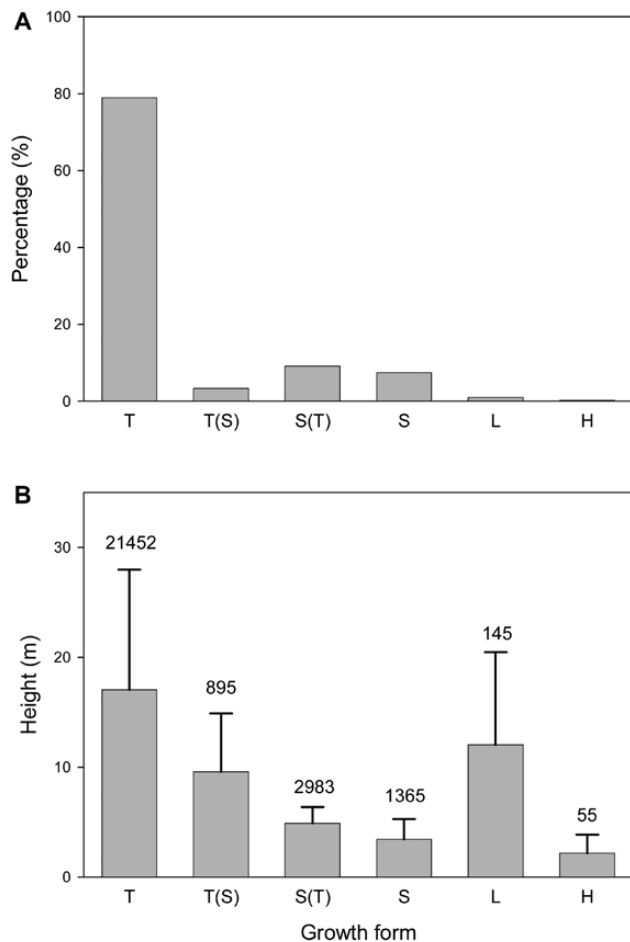 A
100
80
60
40
20
0
Percentage (%)
T T(S) S(T) S L H
B
30
20
10
0
Height (m)
21452
895
2983
1365
145
55
T T(S) S(T) S L H
Growth form